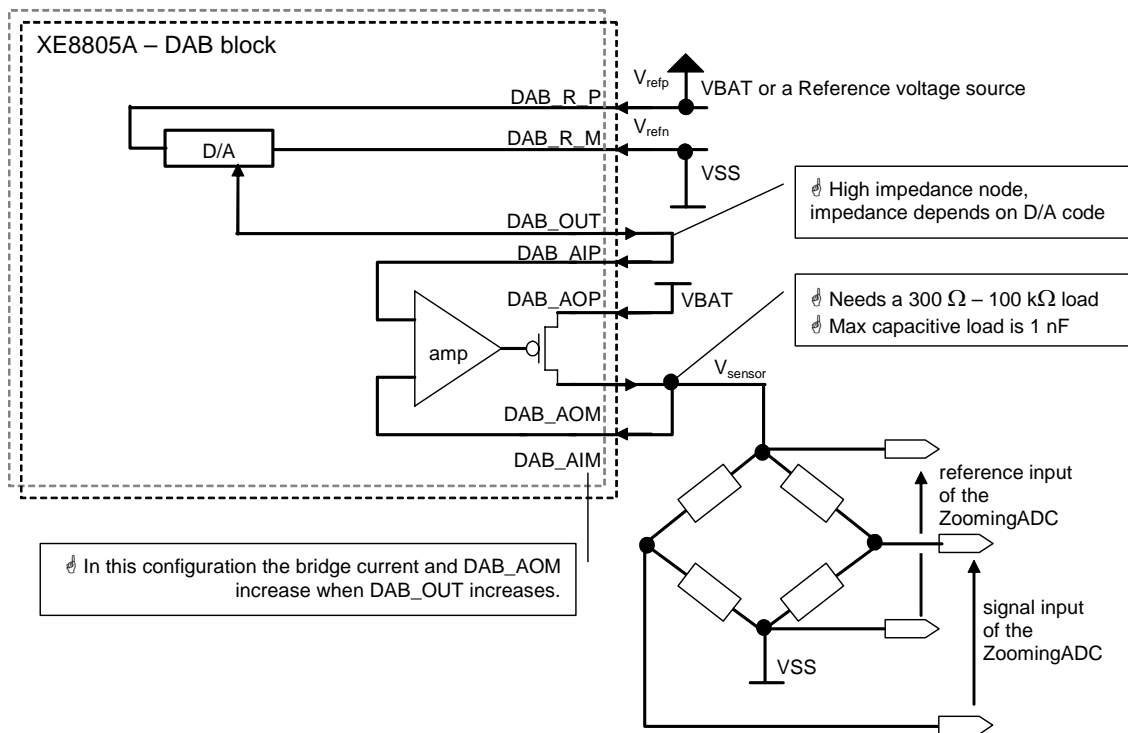 XE8805A – DAB block
V_refp
VBAT or a Reference voltage source
DAB_R_P
V_refn
DAB_R_M
D/A
VSS
☝ High impedance node,
impedance depends on D/A code
DAB_OUT
DAB_AIP
DAB_AOP
VBAT
☝ Needs a 300 Ω – 100 kΩ load
☝ Max capacitive load is 1 nF
amp
V_sensor
DAB_AOM
DAB_AIM
reference input
of the
ZoomingADC
☝ In this configuration the bridge current and DAB_AOM
increase when DAB_OUT increases.
signal input
of the
ZoomingADC
VSS